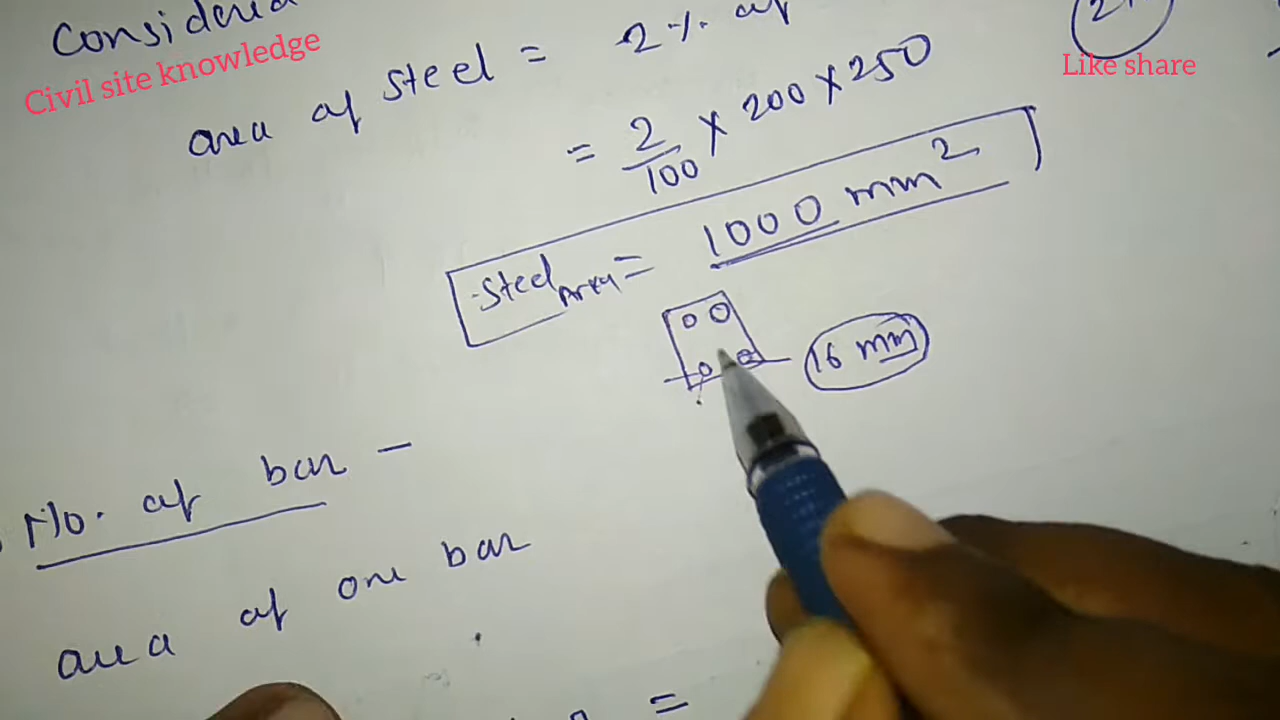 Considera
Civil site knowledge
Like share
area of steel = 2 % of
= 2/100 × 200 × 250
Steel Area = 1000 mm²
16 mm
No. of bar -
area of one bar
=